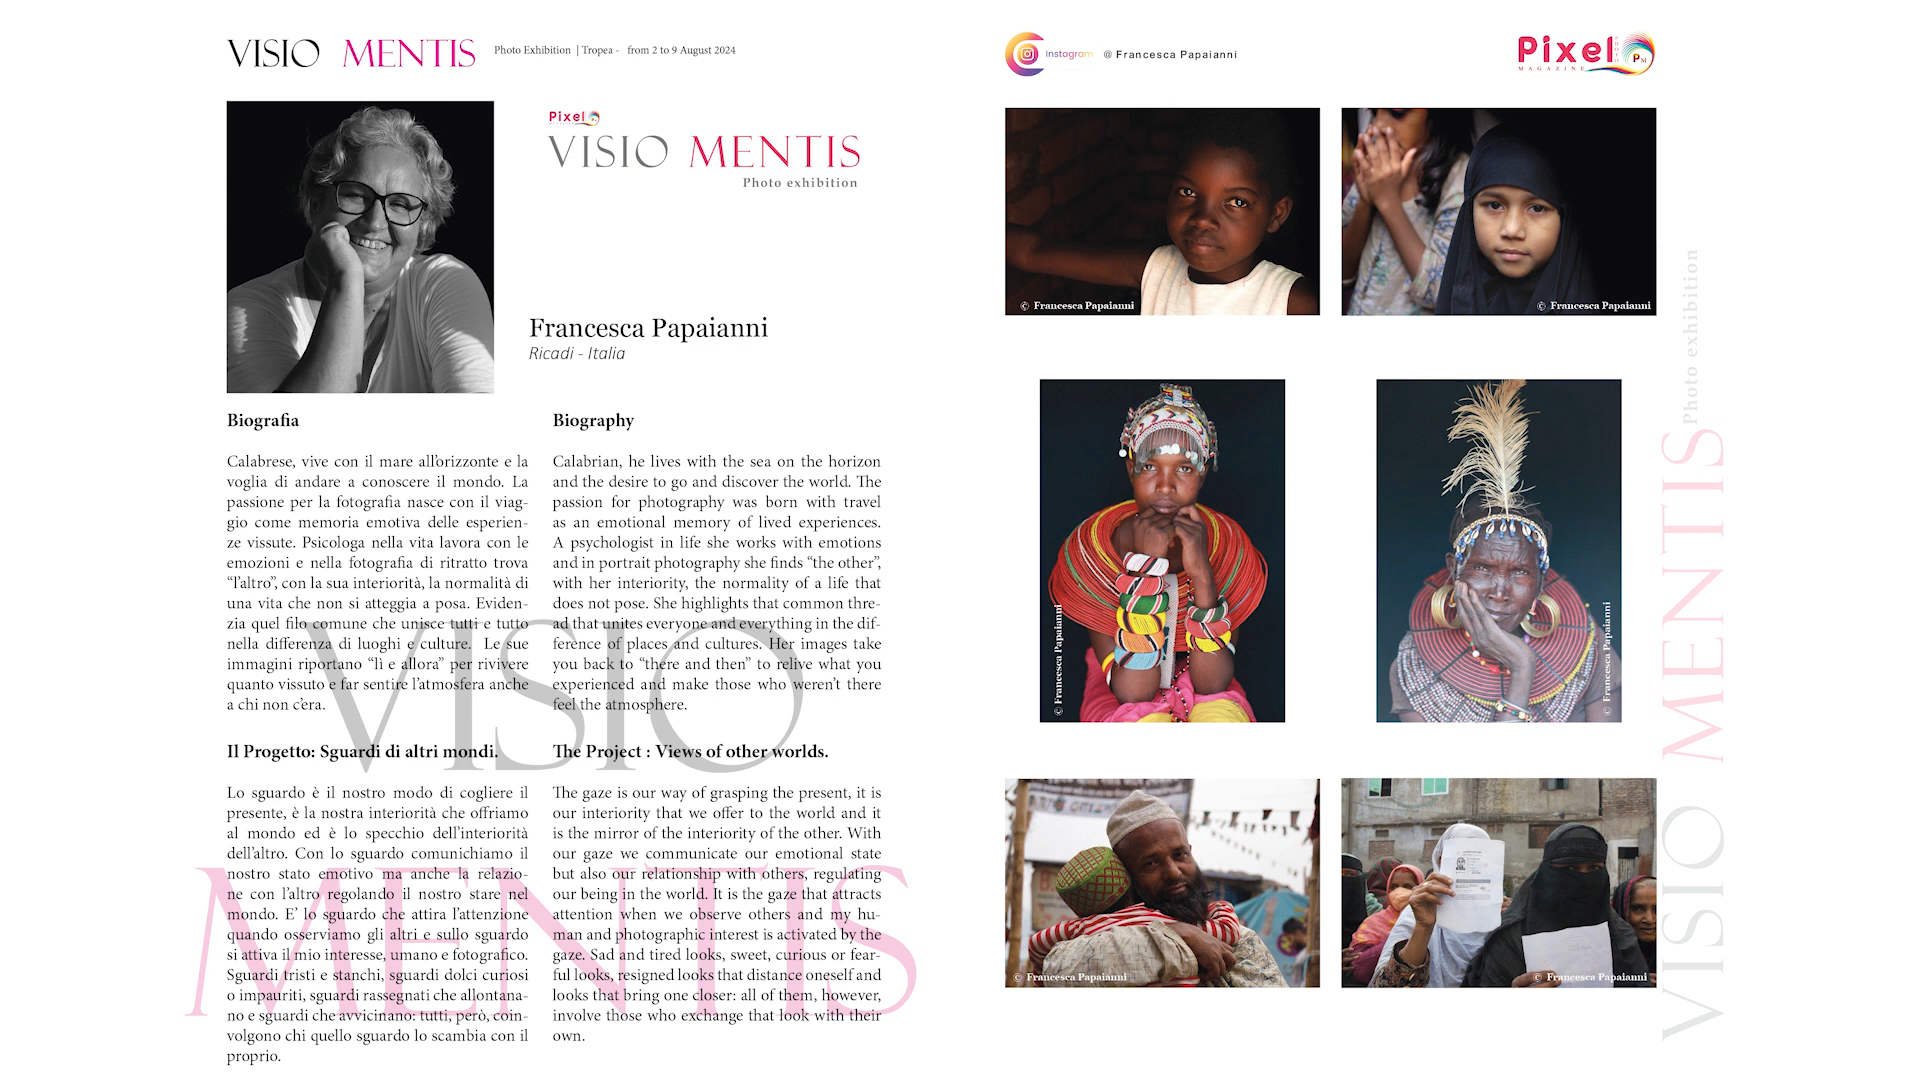 VISIO MENTIS Photo Exhibition | Tropea - from 2 to 9 August 2024
Pixel
VISIO MENTIS
Photo exhibition
Francesca Papaianni
Ricadi - Italia
Biografia
Calabrese, vive con il mare all'orizzonte e la
voglia di andare a conoscere il mondo. La
passione per la fotografia nasce con il viag-
gio come memoria emotiva delle esperien-
ze vissute. Psicologa nella vita lavora con le
emozioni e nella fotografia di ritratto trova
“l'altro”, con la sua interiorità, la normalità di
una vita che non si atteggia a posa. Eviden-
zia quel filo comune che unisce tutti e tutto
nella differenza di luoghi e culture. Le sue
immagini riportano “lì e allora” per rivivere
quanto vissuto e far sentire l'atmosfera anche
a chi non c'era.
Il Progetto: Sguardi di altri mondi.
Lo sguardo è il nostro modo di cogliere il
presente, è la nostra interiorità che offriamo
al mondo ed è lo specchio dell'interiorità
dell'altro. Con lo sguardo comunichiamo il
nostro stato emotivo ma anche la relazio-
ne con l'altro regolando il nostro stare nel
mondo. E' lo sguardo che attira l'attenzione
quando osserviamo gli altri e sullo sguardo
si attiva il mio interesse, umano e fotografico.
Sguardi tristi e stanchi, sguardi dolci curiosi
o impauriti, sguardi rassegnati che allontana-
no e sguardi che avvicinano: tutti, però, coin-
volgono chi quello sguardo lo scambia con il
proprio.
Biography
Calabrian, he lives with the sea on the horizon
and the desire to go and discover the world. The
passion for photography was born with travel
as an emotional memory of lived experiences.
A psychologist in life she works with emotions
and in portrait photography she finds “the other”,
with her interiority, the normality of a life that
does not pose. She highlights that common thre-
ad that unites everyone and everything in the dif-
ference of places and cultures. Her images take
you back to “there and then” to relive what you
experienced and make those who weren't there
feel the atmosphere.
The Project : Views of other worlds.
The gaze is our way of grasping the present, it is
our interiority that we offer to the world and it
is the mirror of the interiority of the other. With
our gaze we communicate our emotional state
but also our relationship with others, regulating
our being in the world. It is the gaze that attracts
attention when we observe others and my hu-
man and photographic interest is activated by the
gaze. Sad and tired looks, sweet, curious or fear-
ful looks, resigned looks that distance oneself and
looks that bring one closer: all of them, however,
involve those who exchange that look with their
own.
VISIO
MENTIS
Instagram @ Francesca Papaianni
Pixel PHOTO PM
MAGAZINE
© Francesca Papaianni
© Francesca Papaianni
© Francesca Papaianni
© Francesca Papaianni
© Francesca Papaianni
© Francesca Papaianni
VISIO MENTIS Photo exhibition